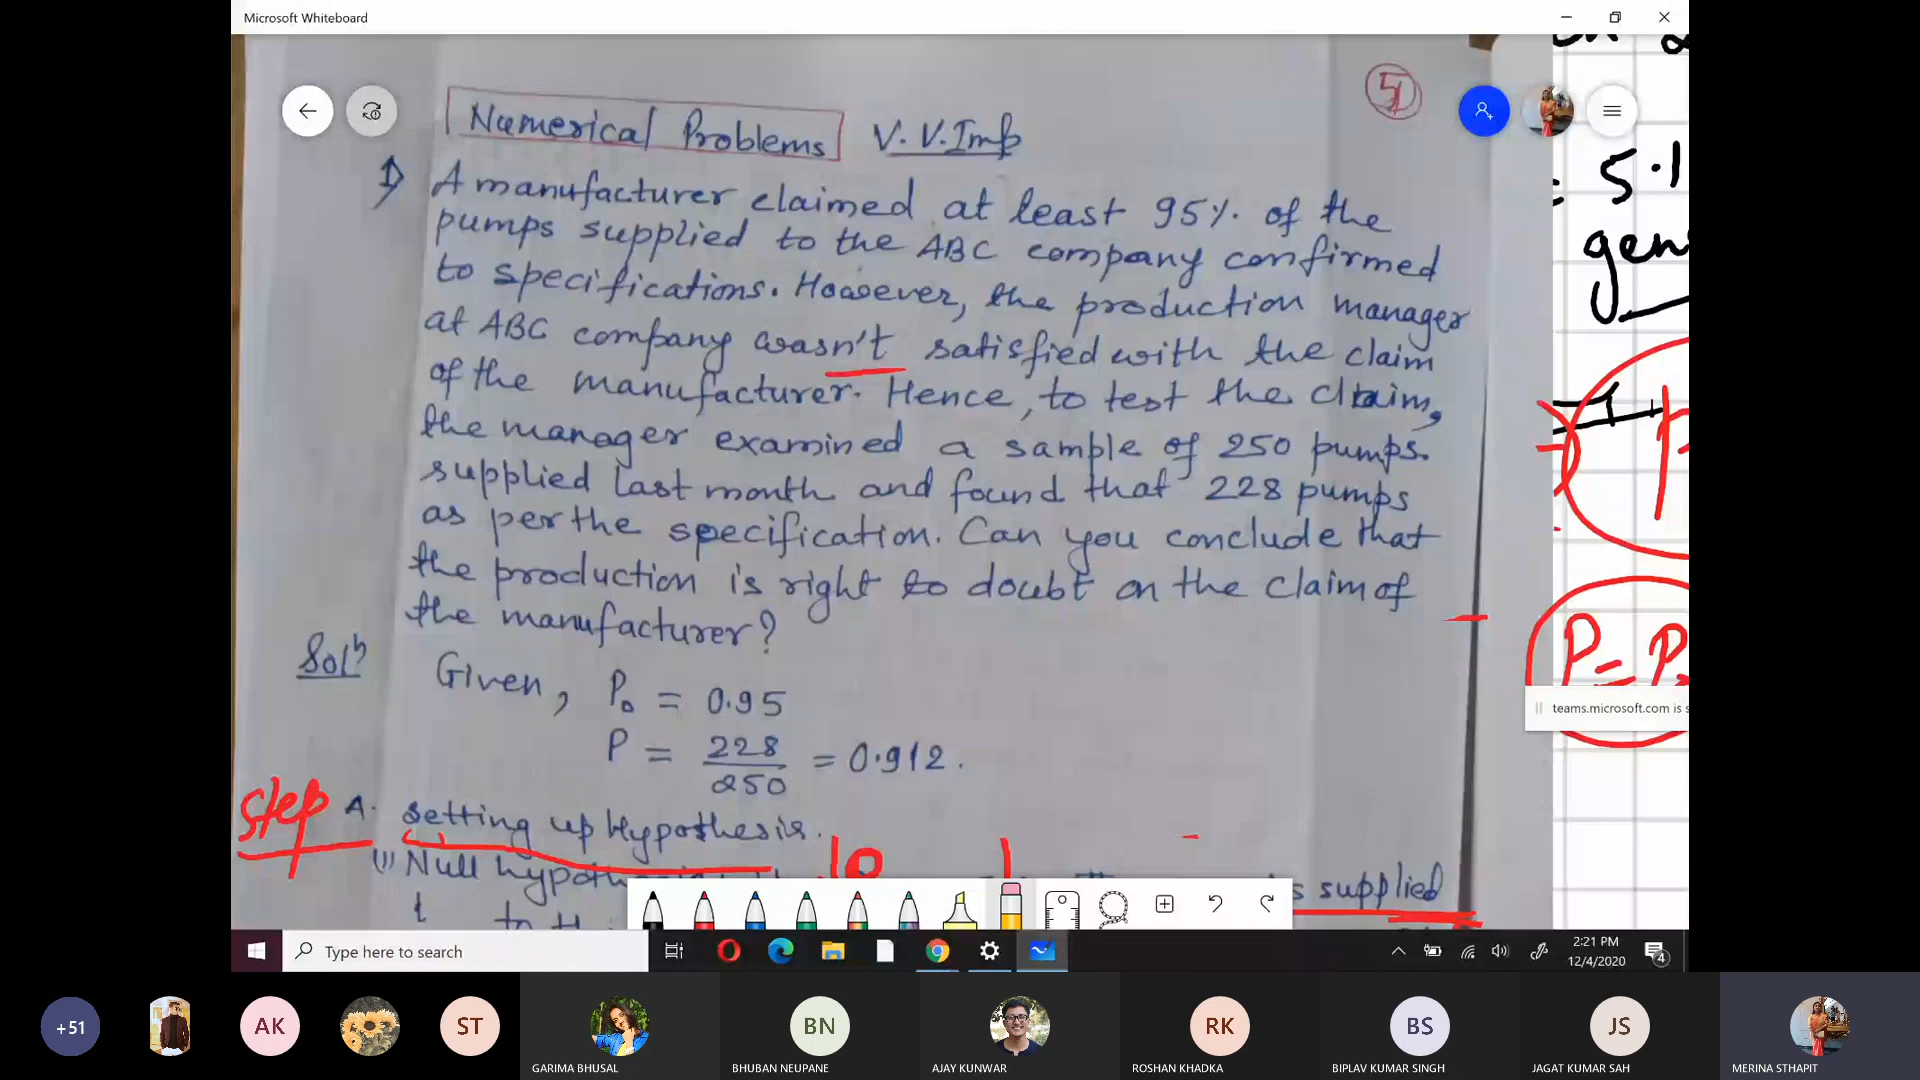 Microsoft Whiteboard
5
Numerical Problems V.V.Imp
1) A manufacturer claimed at least 95% of the
pumps supplied to the ABC company confirmed
to specifications. However, the production manager
at ABC company wasn't satisfied with the claim
of the manufacturer. Hence, to test the claim,
the manager examined a sample of 250 pumps.
supplied last month and found that 228 pumps
as per the specification. Can you conclude that
the production is right to doubt on the claim of
the manufacturer?
Solⁿ Given, P₀ = 0.95
P = 228/250 = 0.912.
Step A. setting up Hypothesis.
(i) Null
supplied
5.1
gen
P = P
teams.microsoft.com is s
Type here to search
2:21 PM
12/4/2020
4
+51
AK
ST
GARIMA BHUSAL
BN
BHUBAN NEUPANE
AJAY KUNWAR
RK
ROSHAN KHADKA
BS
BIPLAV KUMAR SINGH
JS
JAGAT KUMAR SAH
MERINA STHAPIT